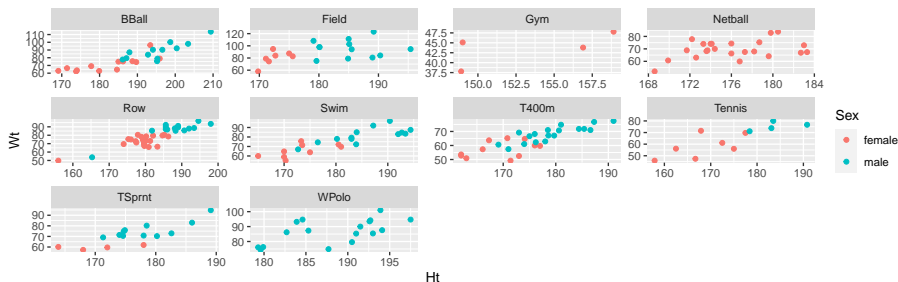 BBall Field Gym Netball
110 100 90 80 70 60
120 100 80 60
47.5 45.0 42.5 40.0 37.5
80 70 60 50
170 180 190 200 210
170 180 190
150.0 152.5 155.0 157.5
168 172 176 180 184
Row Swim T400m Tennis
90 80 70 60 50
90 80 70 60
70 60 50
80 70 60 50
160 170 180 190 200
170 180 190
170 180 190
160 170 180 190
TSprnt WPolo
90 80 70 60
100 90 80
170 180 190
180 185 190 195
Wt
Ht
Sex
female
male